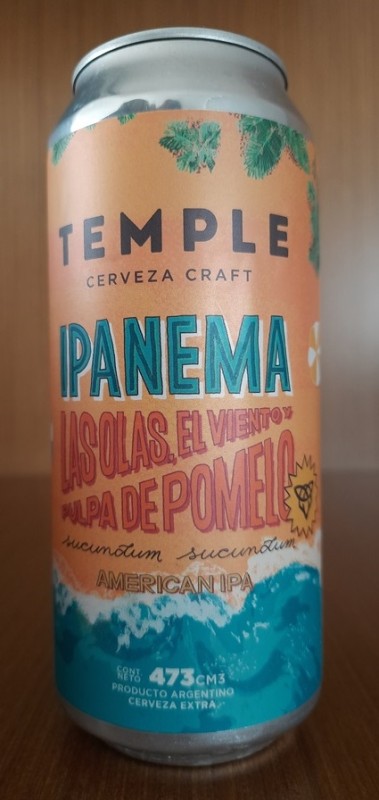 TEMPLE
CERVEZA CRAFT
IPANEMA
LAS OLAS, EL VIENTO Y
PULPA DE POMELO
sucundum sucundum
AMERICAN IPA
CONT. NETO 473CM3
PRODUCTO ARGENTINO
CERVEZA EXTRA